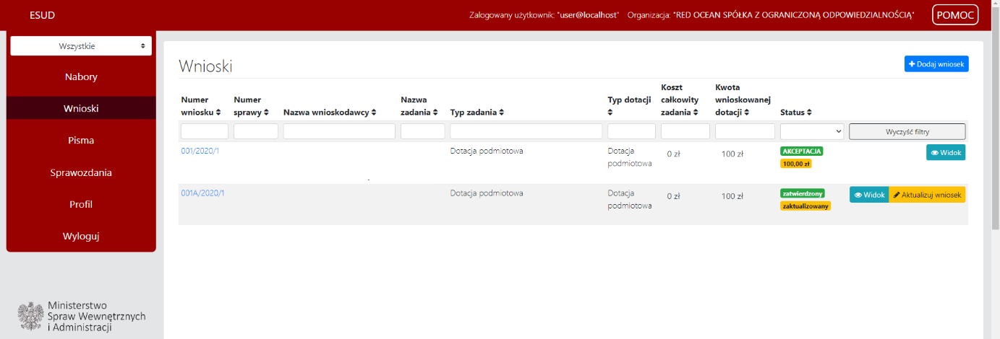 ESUD
Zalogowany użytkownik: "user@localhost" Organizacja: "RED OCEAN SPÓŁKA Z OGRANICZONĄ ODPOWIEDZIALNOŚCIĄ"
POMOC
Wszystkie
Nabory
Wnioski
Pisma
Sprawozdania
Profil
Wyloguj
Ministerstwo
Spraw Wewnętrznych
i Administracji
Wnioski
+ Dodaj wniosek
Numer wniosku
Numer sprawy
Nazwa wnioskodawcy
Nazwa zadania
Typ zadania
Typ dotacji
Koszt całkowity zadania
Kwota wnioskowanej dotacji
Status
Wyczyść filtry
001/2020/1
Dotacja podmiotowa
Dotacja podmiotowa
0 zł
100 zł
AKCEPTACJA
100,00 zł
Widok
001A/2020/1
Dotacja podmiotowa
Dotacja podmiotowa
0 zł
100 zł
zatwierdzony
zaktualizowany
Widok
Aktualizuj wniosek